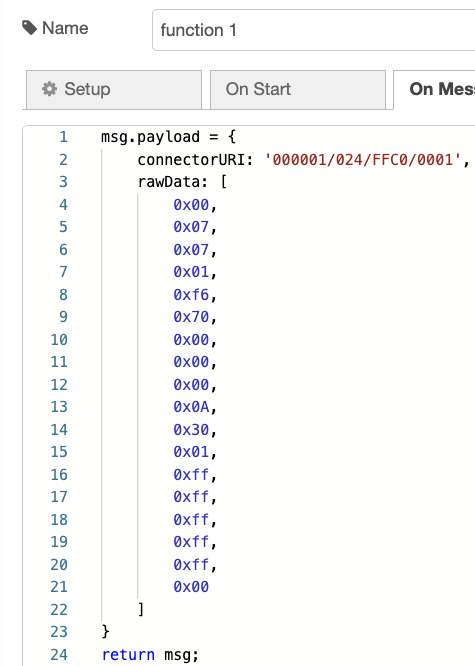 Name
function 1
Setup
On Start
On Mes
1 msg.payload = {
2 connectorURI: '000001/024/FFC0/0001',
3 rawData: [
4 0x00,
5 0x07,
6 0x07,
7 0x01,
8 0xf6,
9 0x70,
10 0x00,
11 0x00,
12 0x00,
13 0x0A,
14 0x30,
15 0x01,
16 0xff,
17 0xff,
18 0xff,
19 0xff,
20 0xff,
21 0x00
22 ]
23 }
24 return msg;